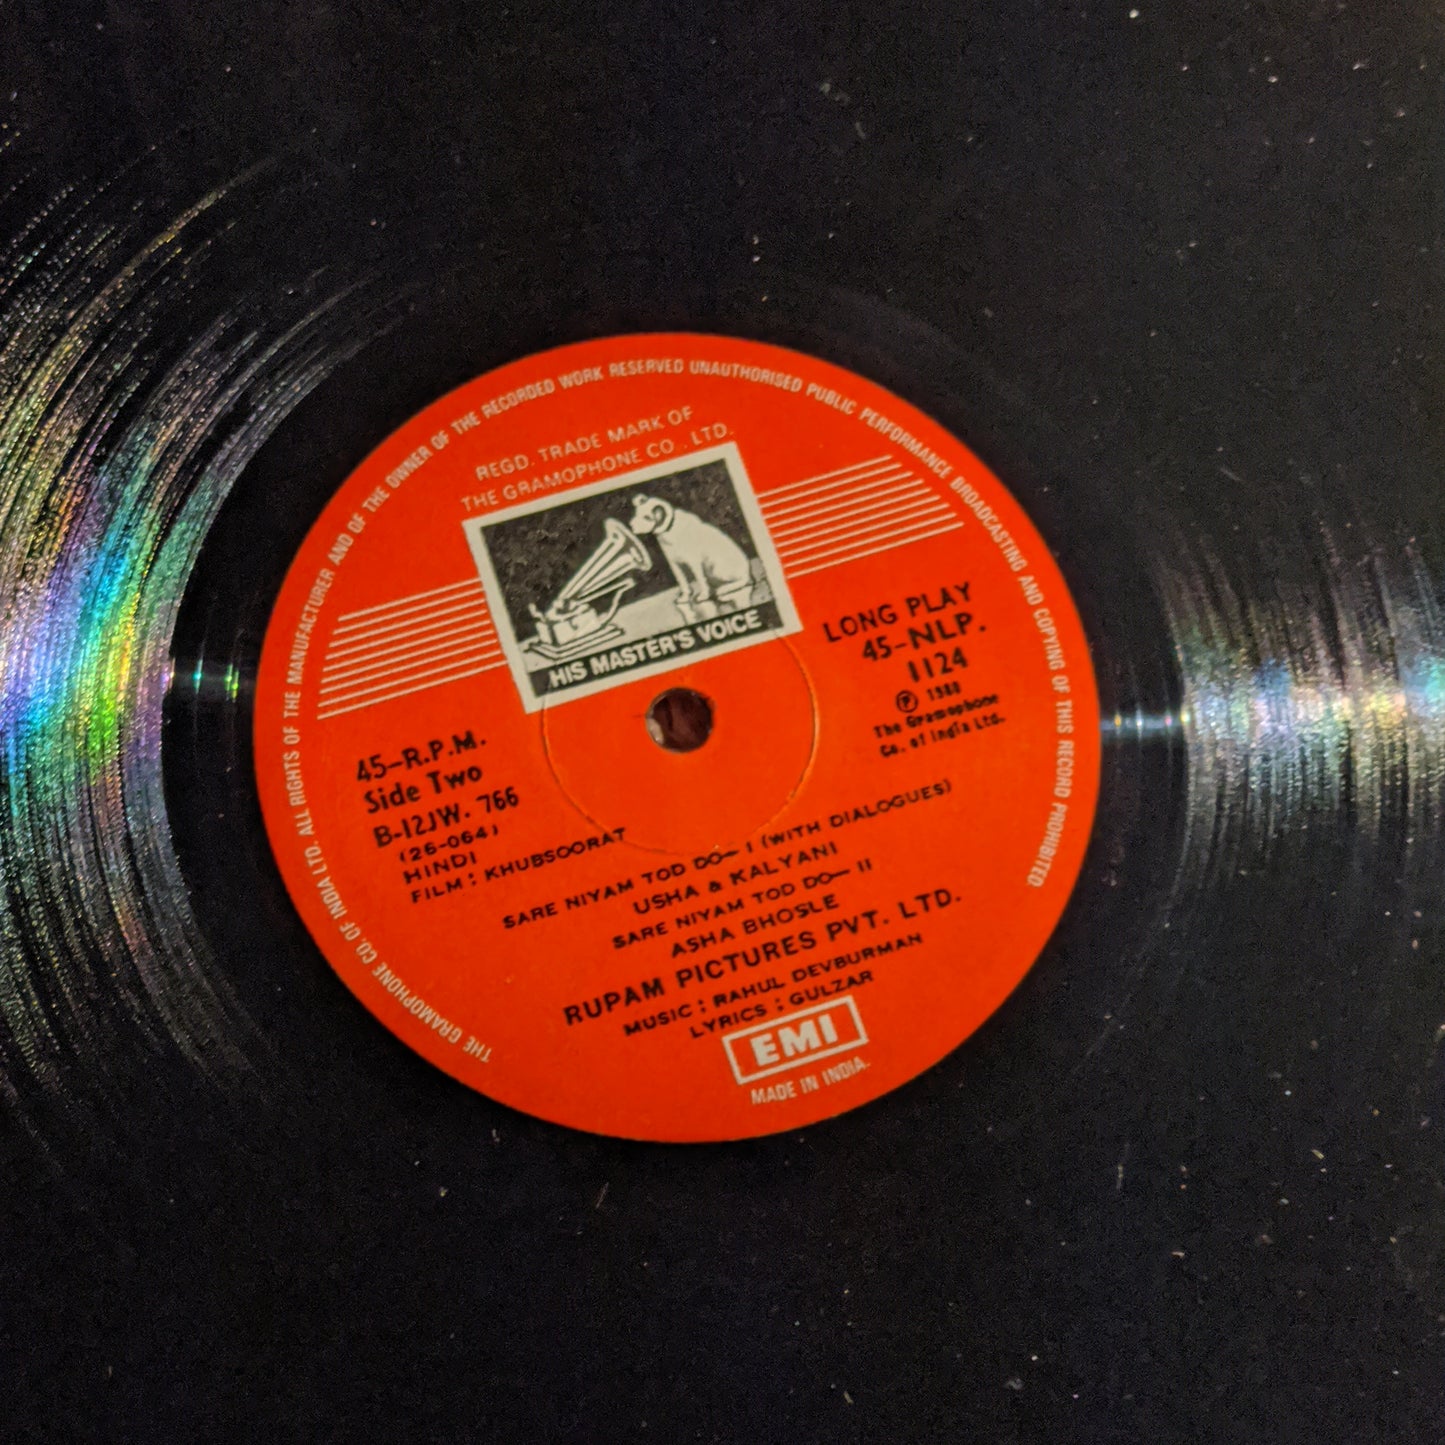 THE GRAMOPHONE CO. OF INDIA LTD. ALL RIGHTS OF THE MANUFACTURER AND OF THE OWNER OF THE RECORDED WORK RESERVED UNAUTHORISED PUBLIC PERFORMANCE BROADCASTING AND COPYING OF THIS RECORD PROHIBITED
REGD. TRADE MARK OF
THE GRAMOPHONE CO. LTD.
HIS MASTER'S VOICE
LONG PLAY
45-NLP.
1124
℗ 1980
The Gramophone
Co. of India Ltd.
45-R.P.M.
Side Two
B-12JW. 766
(26-064)
HINDI
FILM : KHUBSOORAT
SARE NIYAM TOD DO— I (WITH DIALOGUES)
USHA & KALYANI
SARE NIYAM TOD DO— II
ASHA BHOSLE
RUPAM PICTURES PVT. LTD.
MUSIC : RAHUL DEVBURMAN
LYRICS : GULZAR
EMI
MADE IN INDIA.